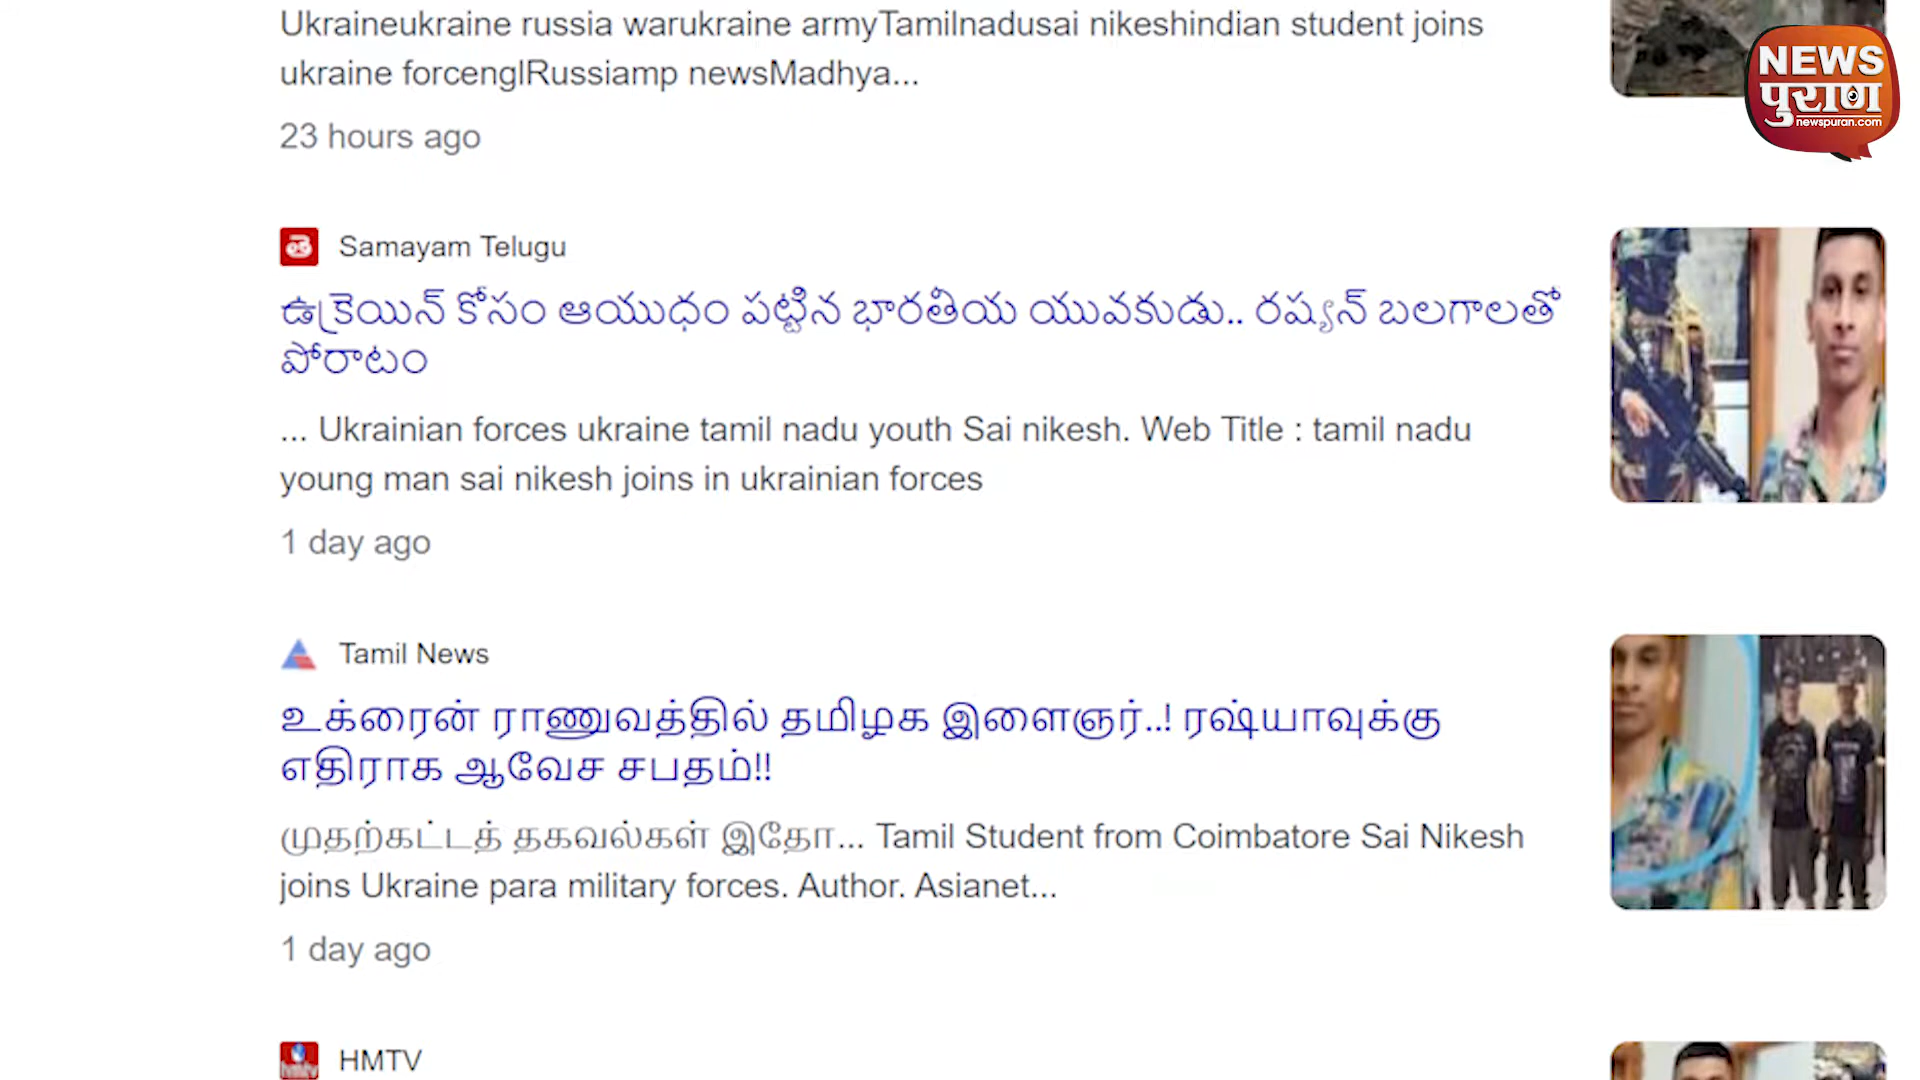 Ukraineukraine russia warukraine armyTamilnadusai nikeshindian student joins
ukraine forcenglRussiamp newsMadhya...
23 hours ago
NEWS
पुराण
newspuran.com
Samayam Telugu
ఉక్రెయిన్ కోసం ఆయుధం పట్టిన భారతీయ యువకుడు.. రష్యన్ బలగాలతో
పోరాటం
... Ukrainian forces ukraine tamil nadu youth Sai nikesh. Web Title : tamil nadu
young man sai nikesh joins in ukrainian forces
1 day ago
Tamil News
உக்ரைன் ராணுவத்தில் தமிழக இளைஞர்..! ரஷ்யாவுக்கு
எதிராக ஆவேச சபதம்!!
முதற்கட்டத் தகவல்கள் இதோ... Tamil Student from Coimbatore Sai Nikesh
joins Ukraine para military forces. Author. Asianet...
1 day ago
HMTV